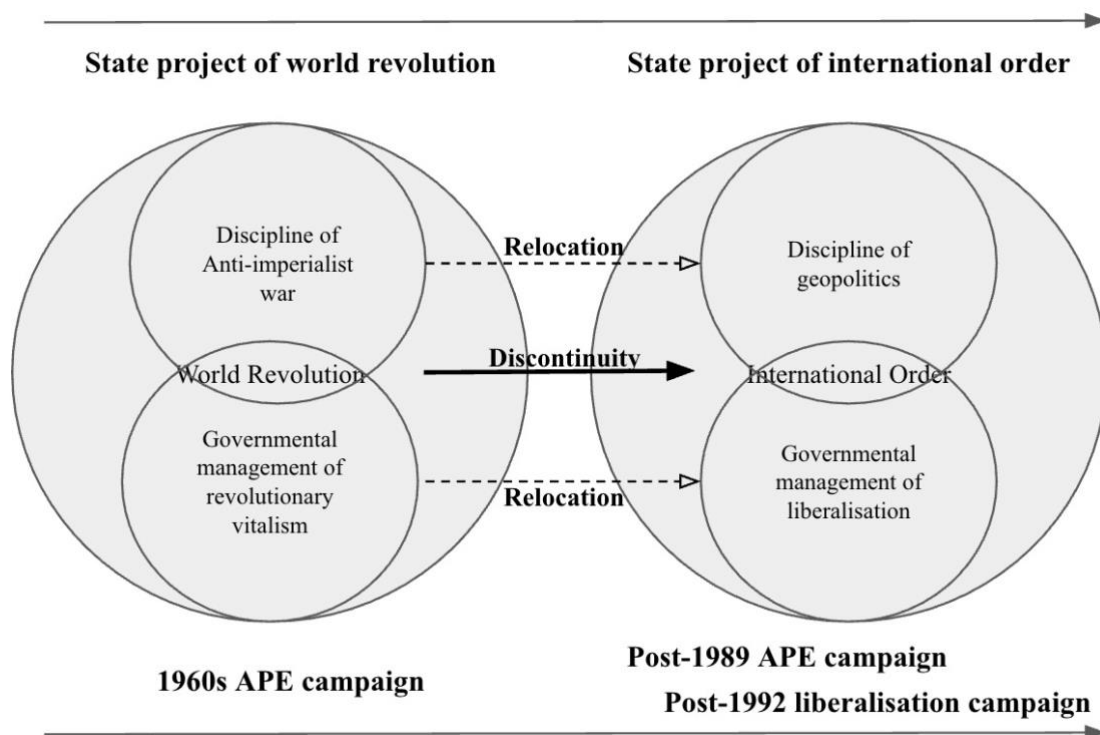 State project of world revolution
State project of international order
Discipline of
Anti-imperialist
war
Relocation
Discipline of
geopolitics
World Revolution
Discontinuity
International Order
Governmental
management of
revolutionary
vitalism
Relocation
Governmental
management of
liberalisation
1960s APE campaign
Post-1989 APE campaign
Post-1992 liberalisation campaign